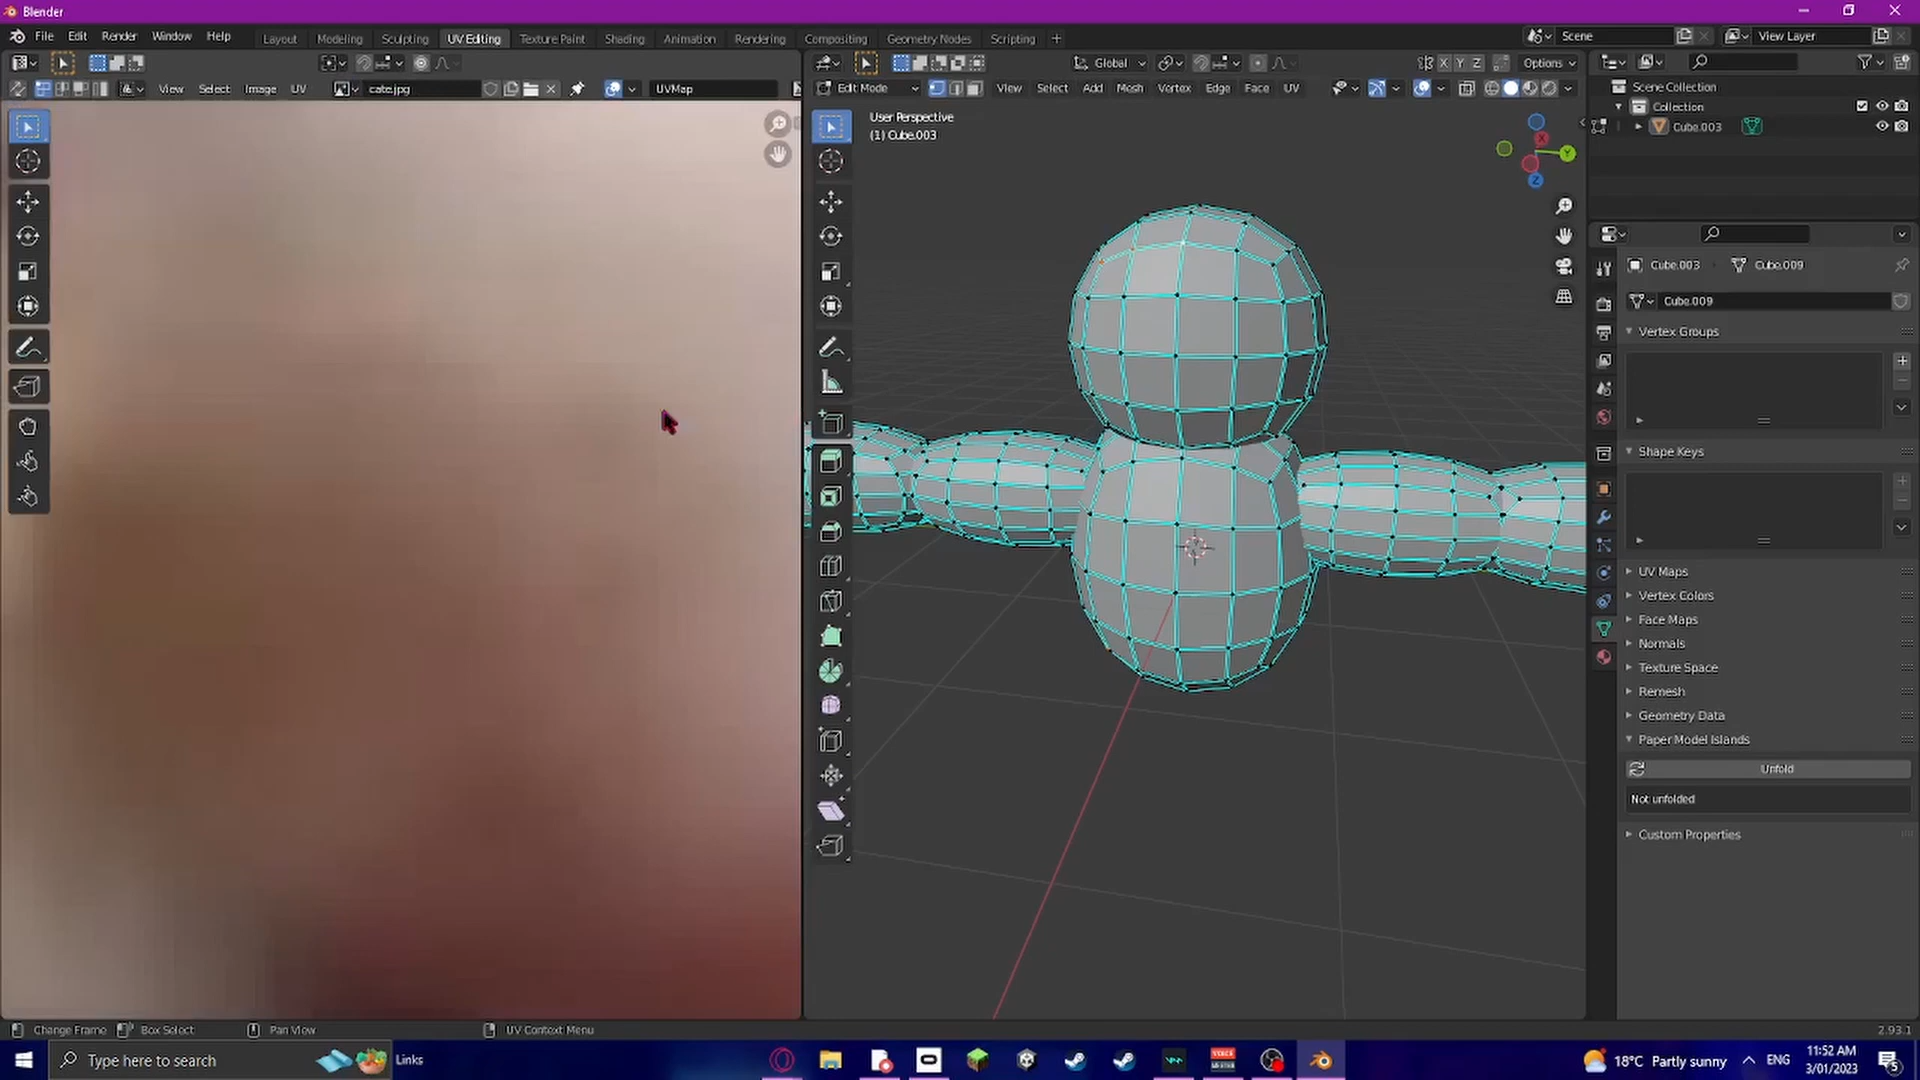 Blender
File Edit Render Window Help
Layout Modeling Sculpting UV Editing Texture Paint Shading Animation Rendering Compositing Geometry Nodes Scripting +
Scene
View Layer
Global
X Y Z
Options
View Select Image UV
cate.jpg
UVMap
Edit Mode
View Select Add Mesh Vertex Edge Face UV
Scene Collection
Collection
Cube.003
User Perspective
(1) Cube.003
X
Y
Z
Cube.003
Cube.009
Cube.009
Vertex Groups
Shape Keys
UV Maps
Vertex Colors
Face Maps
Normals
Texture Space
Remesh
Geometry Data
Paper Model Islands
Unfold
Not unfolded
Custom Properties
Change Frame
Box Select
Pan View
UV Context Menu
2.93.1
Type here to search
Links
18°C Partly sunny
ENG
11:52 AM
3/01/2023
5